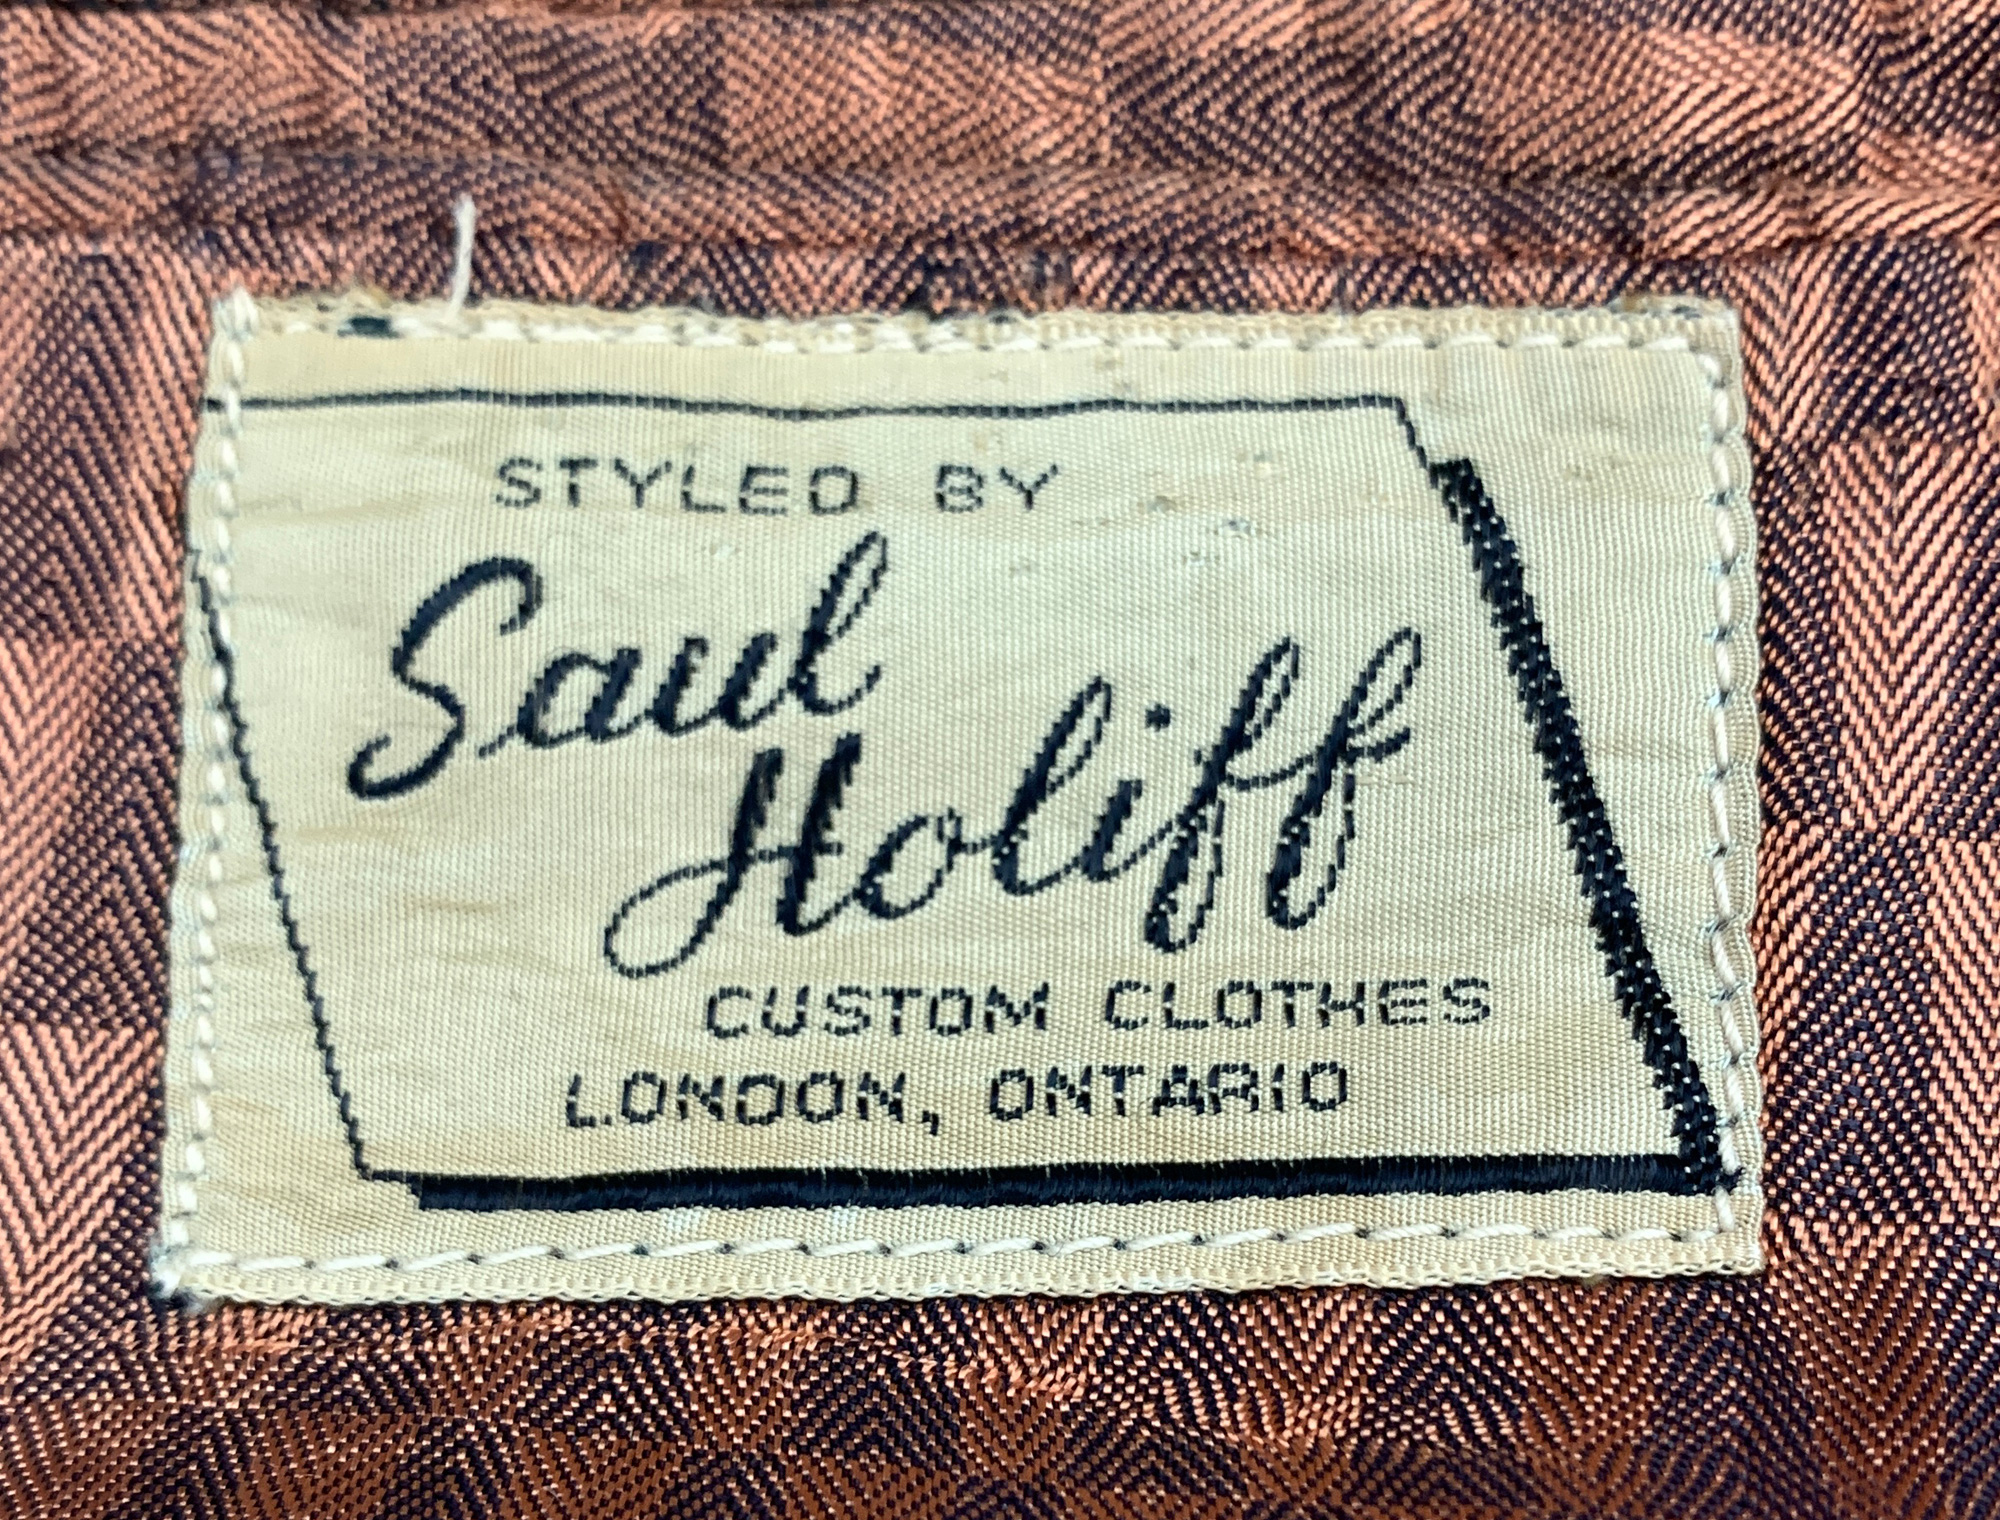 STYLED BY
Saul
Holiff
CUSTOM CLOTHES
LONDON, ONTARIO